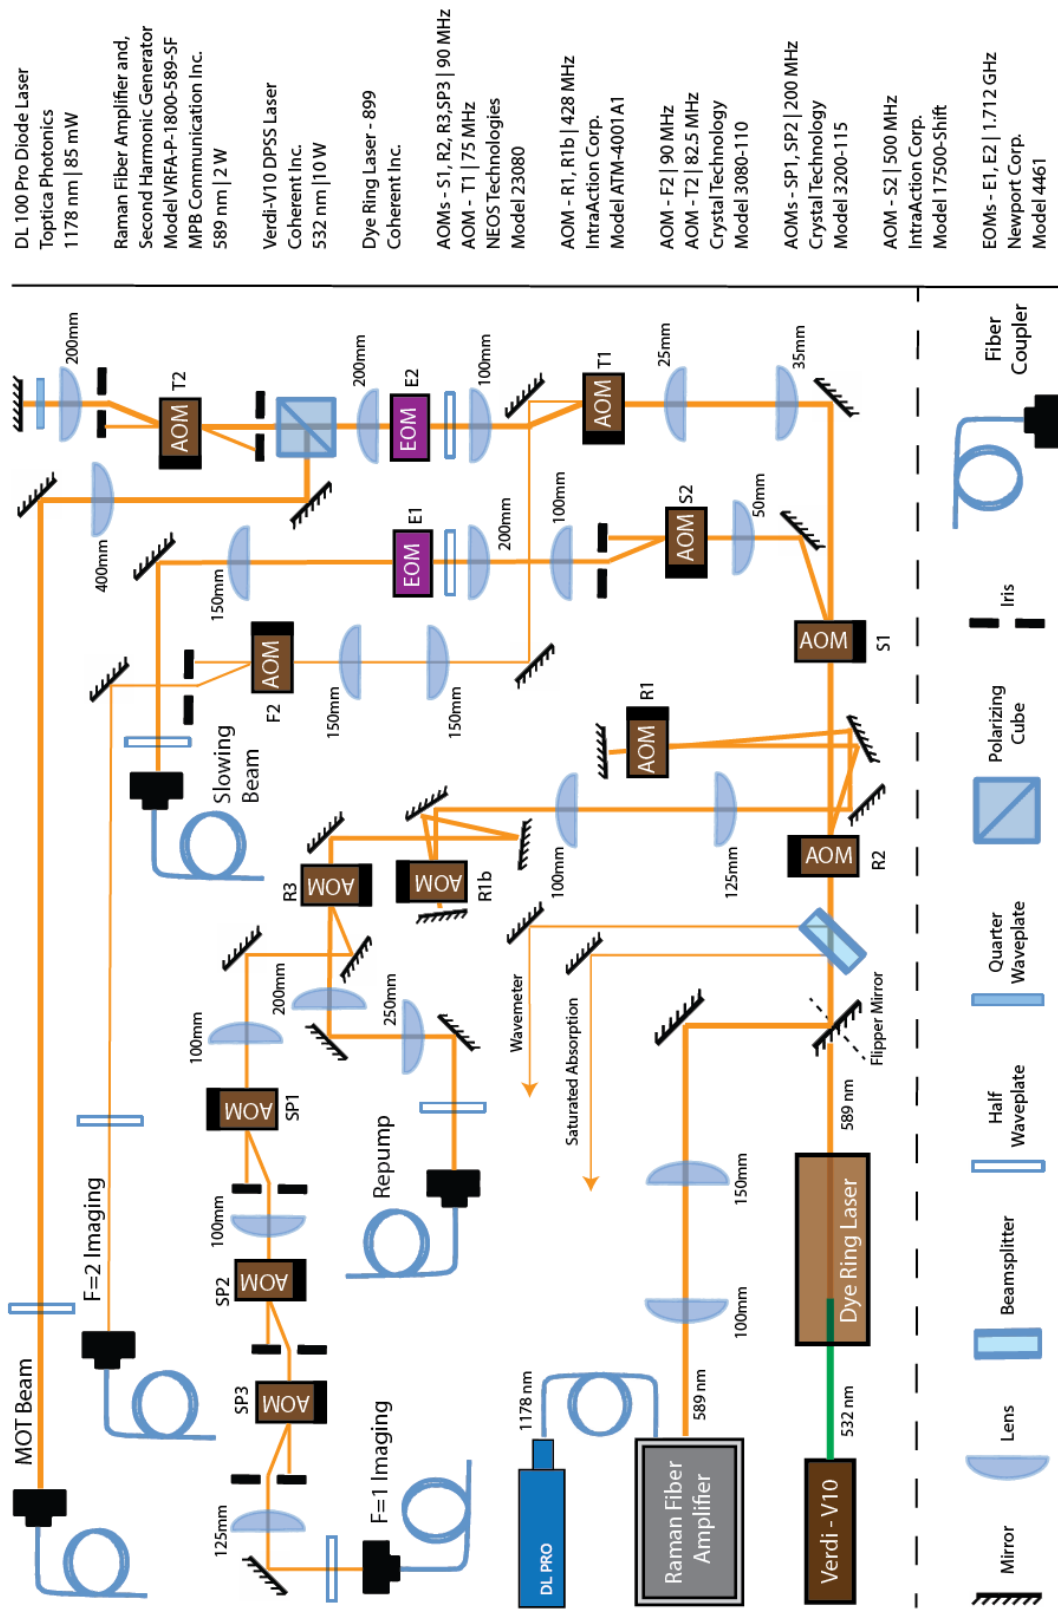 DL 100 Pro Diode Laser
Toptica Photonics
1178 nm | 85 mW
Raman Fiber Amplifier and,
Second Harmonic Generator
Model VRFA-P-1800-589-SF
MPB Communication Inc.
589 nm | 2 W
Verdi-V10 DPSS Laser
Coherent Inc.
532 nm |10 W
Dye Ring Laser - 899
Coherent Inc.
AOMs - S1, R2, R3,SP3 | 90 MHz
AOM - T1 | 75 MHz
NEOS Technologies
Model 23080
AOM - R1, R1b | 428 MHz
IntraAction Corp.
Model ATM-4001A1
AOM - F2 | 90 MHz
AOM - T2 | 82.5 MHz
Crystal Technology
Model 3080-110
AOMs - SP1, SP2 | 200 MHz
Crystal Technology
Model 3200-115
AOM - S2 | 500 MHz
IntraAction Corp.
Model 17500-Shift
EOMs - E1, E2 | 1.712 GHz
Newport Corp.
Model 4461
MOT Beam
400mm
200mm
AOM
T2
F=2 Imaging
Slowing
Beam
150mm
200mm
EOM
E2
100mm
EOM
E1
200mm
AOM
F2
150mm
150mm
100mm
AOM
T1
25mm
35mm
AOM
S2
50mm
AOM
S1
AOM
R1
AOM
R2
100mm
125mm
AOM
R1b
AOM
R3
200mm
250mm
Repump
100mm
AOM
SP1
100mm
AOM
SP2
AOM
SP3
125mm
F=1 Imaging
Wavemeter
Saturated Absorption
Flipper Mirror
DL PRO
1178 nm
Raman Fiber
Amplifier
589 nm
100mm
150mm
Verdi - V10
532 nm
Dye Ring Laser
589 nm
Mirror
Lens
Beamsplitter
Half
Waveplate
Quarter
Waveplate
Polarizing
Cube
Iris
Fiber
Coupler